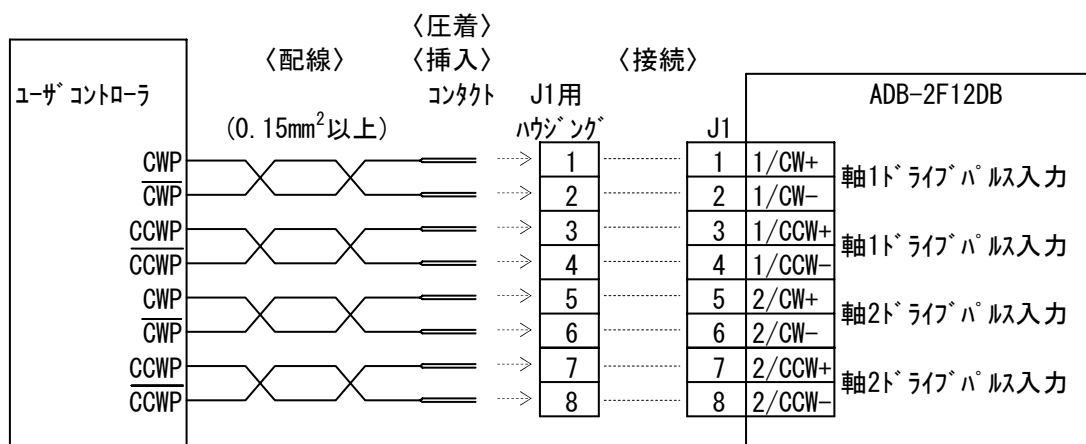 〈圧着〉
〈配線〉 〈挿入〉 〈接続〉
ﾕｰｻﾞｺﾝﾄﾛｰﾗ ｺﾝﾀｸﾄ J1用 ADB-2F12DB
(0.15mm²以上) ﾊｳｼﾞﾝｸﾞ J1
CWP 1 1 1/CW+
軸1ﾄﾞﾗｲﾌﾞﾊﾟﾙｽ入力
C̅W̅P̅ 2 2 1/CW-
CCWP 3 3 1/CCW+
軸1ﾄﾞﾗｲﾌﾞﾊﾟﾙｽ入力
C̅C̅W̅P̅ 4 4 1/CCW-
CWP 5 5 2/CW+
軸2ﾄﾞﾗｲﾌﾞﾊﾟﾙｽ入力
C̅W̅P̅ 6 6 2/CW-
CCWP 7 7 2/CCW+
軸2ﾄﾞﾗｲﾌﾞﾊﾟﾙｽ入力
C̅C̅W̅P̅ 8 8 2/CCW-